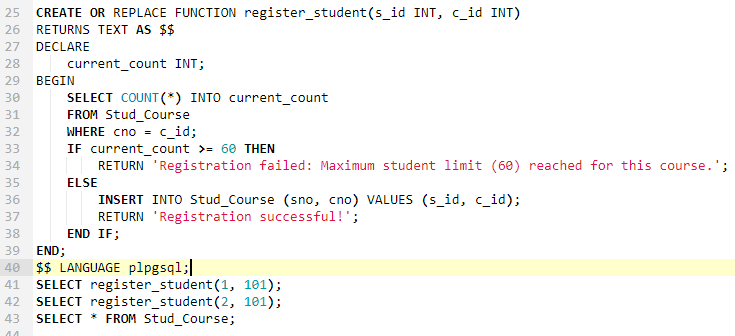 25 CREATE OR REPLACE FUNCTION register_student(s_id INT, c_id INT)
26 RETURNS TEXT AS $$
27 DECLARE
28     current_count INT;
29 BEGIN
30     SELECT COUNT(*) INTO current_count
31     FROM Stud_Course
32     WHERE cno = c_id;
33     IF current_count >= 60 THEN
34         RETURN 'Registration failed: Maximum student limit (60) reached for this course.';
35     ELSE
36         INSERT INTO Stud_Course (sno, cno) VALUES (s_id, c_id);
37         RETURN 'Registration successful!';
38     END IF;
39 END;
40 $$ LANGUAGE plpgsql;
41 SELECT register_student(1, 101);
42 SELECT register_student(2, 101);
43 SELECT * FROM Stud_Course;